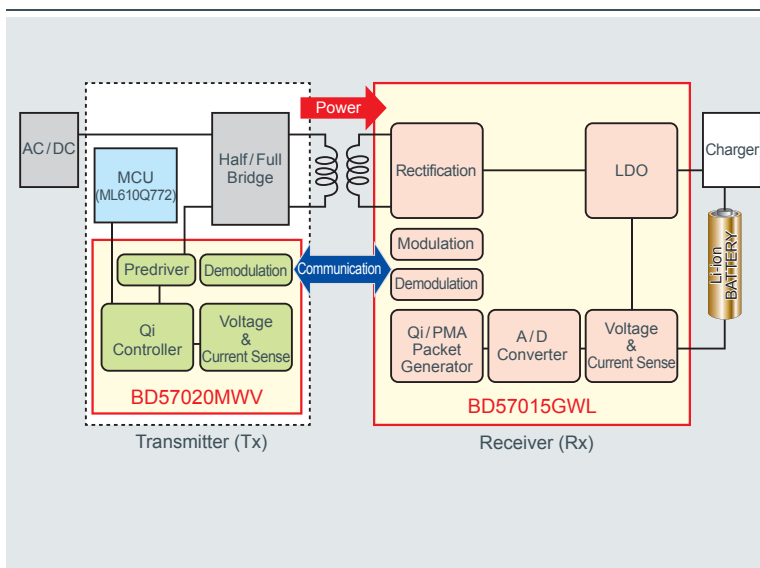 Power
AC/DC
MCU
(ML610Q772)
Half/Full
Bridge
Rectification
LDO
Charger
Li-ion
BATTERY
Predriver
Demodulation
Communication
Modulation
Demodulation
Qi
Controller
Voltage
&
Current Sense
Qi/PMA
Packet
Generator
A/D
Converter
Voltage
&
Current Sense
BD57020MWV
BD57015GWL
Transmitter (Tx)
Receiver (Rx)